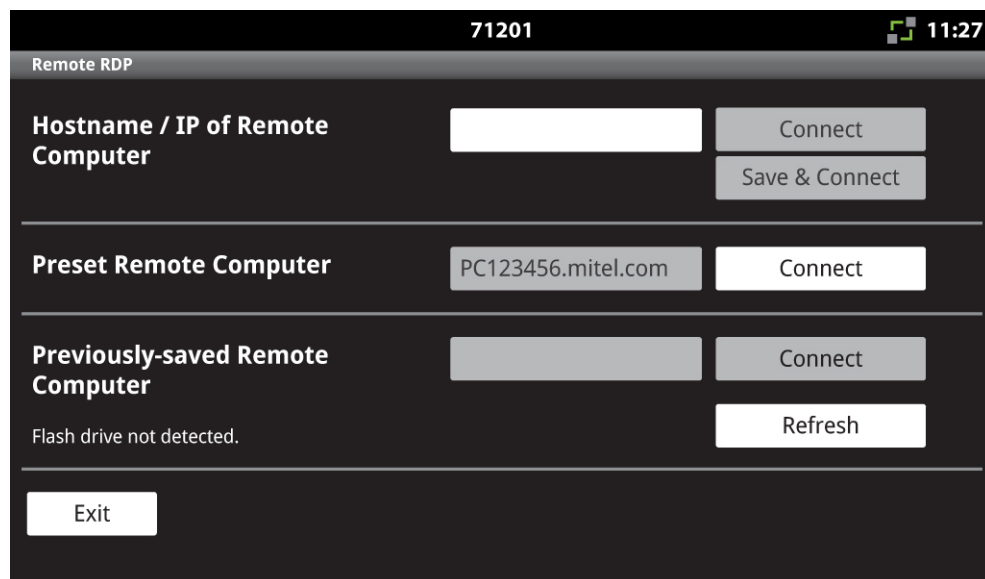 71201
11:27
Remote RDP
Hostname / IP of Remote
Computer
Connect
Save & Connect
Preset Remote Computer
PC123456.mitel.com
Connect
Previously-saved Remote
Computer
Connect
Flash drive not detected.
Refresh
Exit